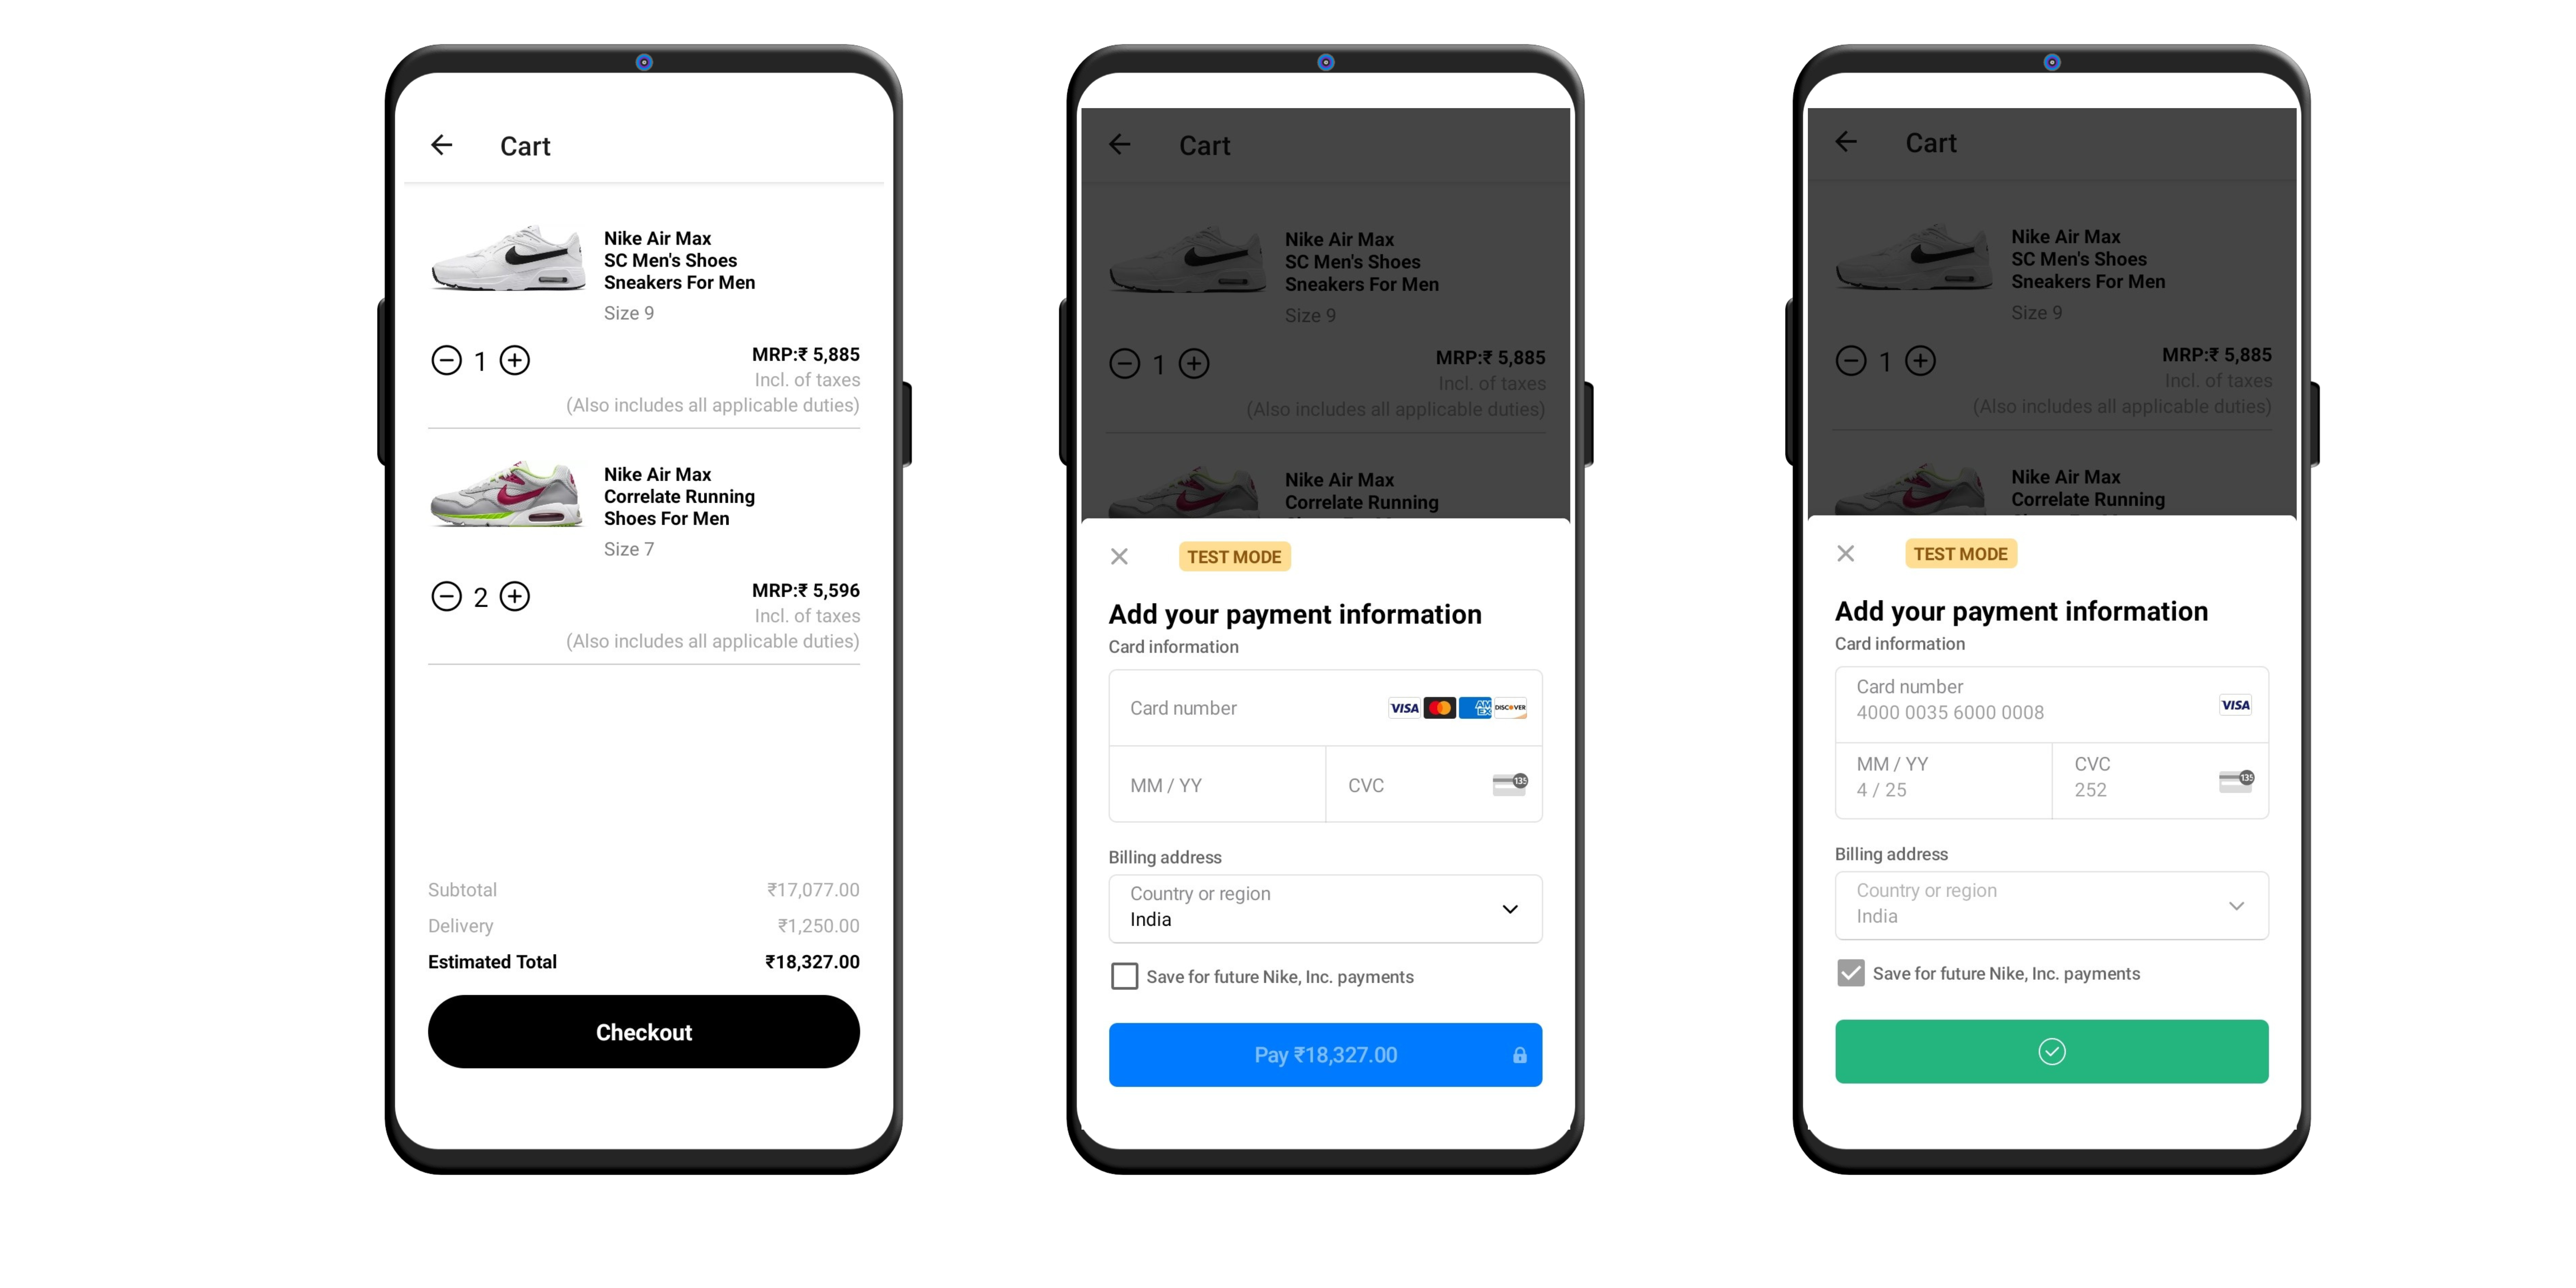 Cart
Nike Air Max
SC Men's Shoes
Sneakers For Men
Size 9
1
MRP:₹ 5,885
Incl. of taxes
(Also includes all applicable duties)
Nike Air Max
Correlate Running
Shoes For Men
Size 7
2
MRP:₹ 5,596
Incl. of taxes
(Also includes all applicable duties)
Subtotal ₹17,077.00
Delivery ₹1,250.00
Estimated Total ₹18,327.00
Checkout
Cart
Nike Air Max
SC Men's Shoes
Sneakers For Men
Size 9
1
MRP:₹ 5,885
Incl. of taxes
(Also includes all applicable duties)
Nike Air Max
Correlate Running
TEST MODE
Add your payment information
Card information
Card number VISA AM EX DISCOVER
MM / YY CVC 135
Billing address
Country or region
India
Save for future Nike, Inc. payments
Pay ₹18,327.00
Cart
Nike Air Max
SC Men's Shoes
Sneakers For Men
Size 9
1
MRP:₹ 5,885
Incl. of taxes
(Also includes all applicable duties)
Nike Air Max
Correlate Running
TEST MODE
Add your payment information
Card information
Card number
4000 0035 6000 0008 VISA
MM / YY CVC
4 / 25 252 135
Billing address
Country or region
India
Save for future Nike, Inc. payments